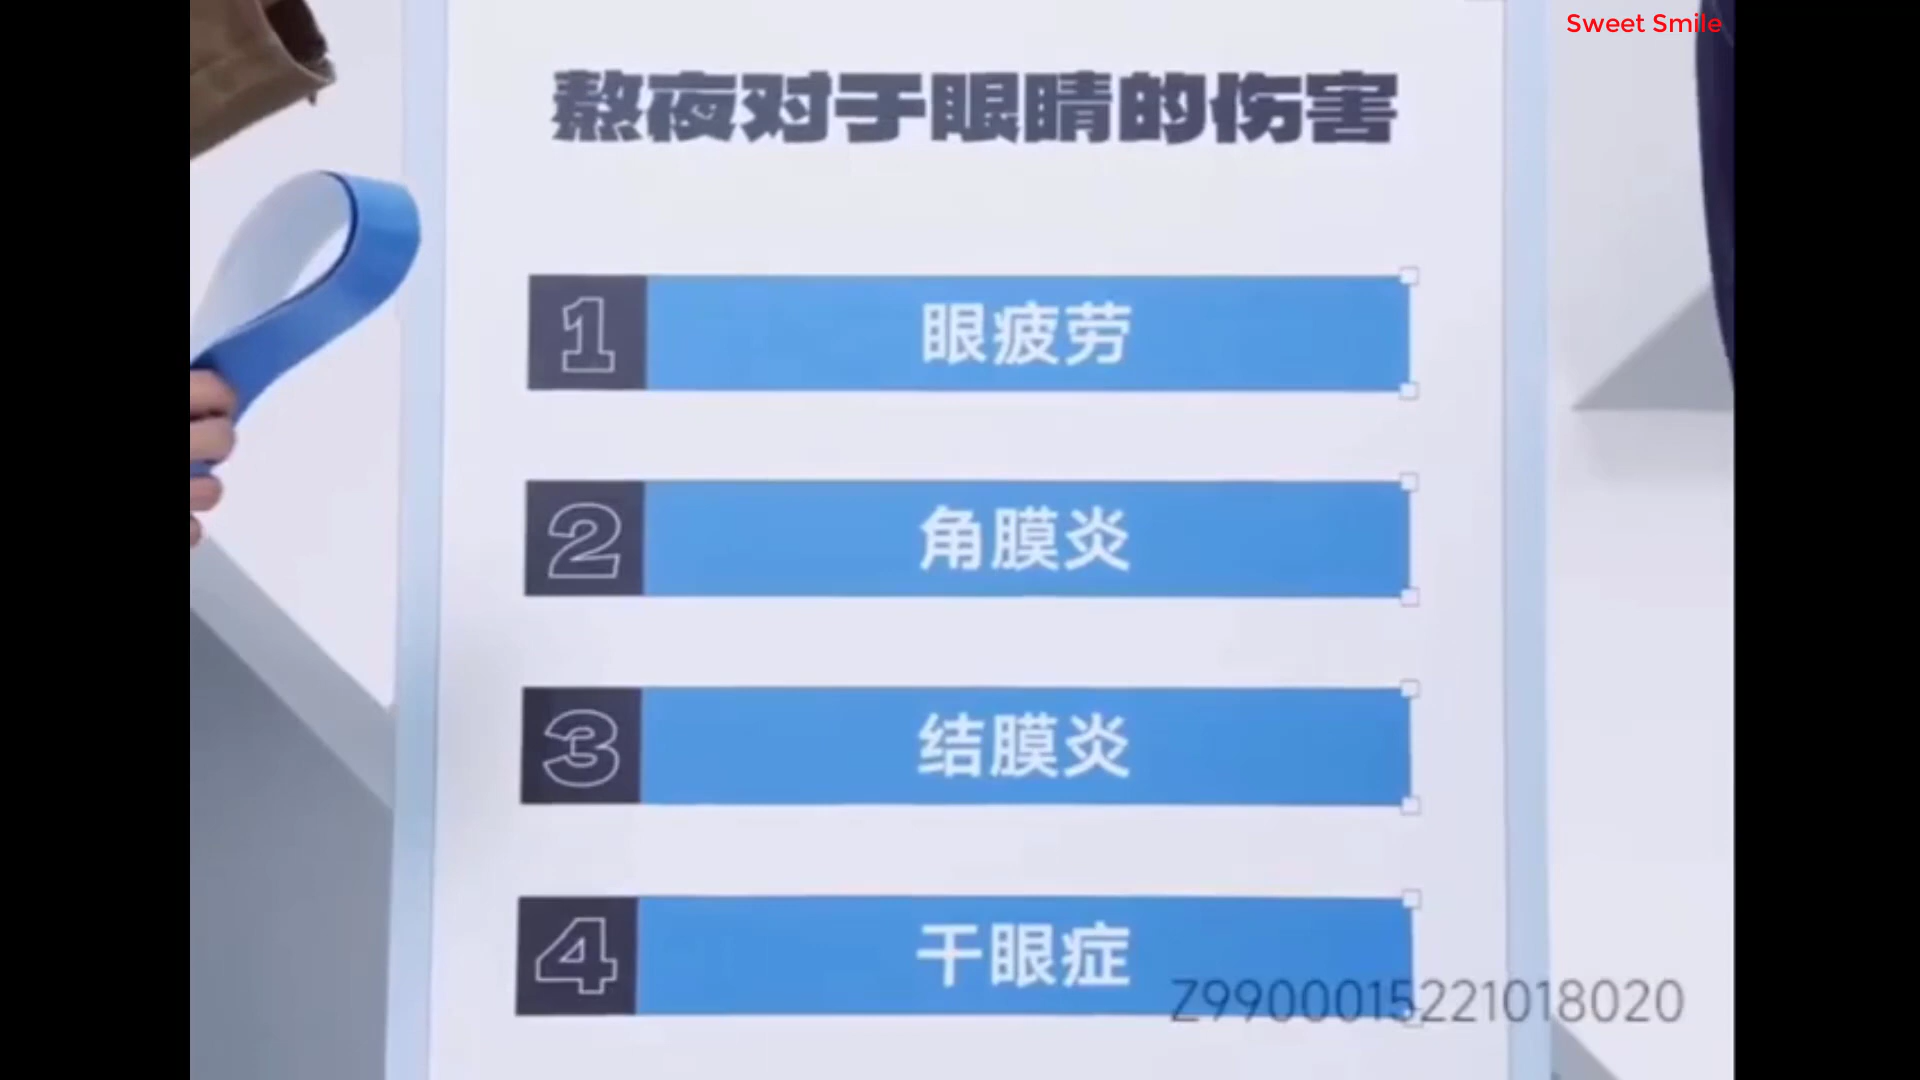 Sweet Smile
熬夜对于眼睛的伤害
1 眼疲劳
2 角膜炎
3 结膜炎
4 干眼症
Z9900015221018020